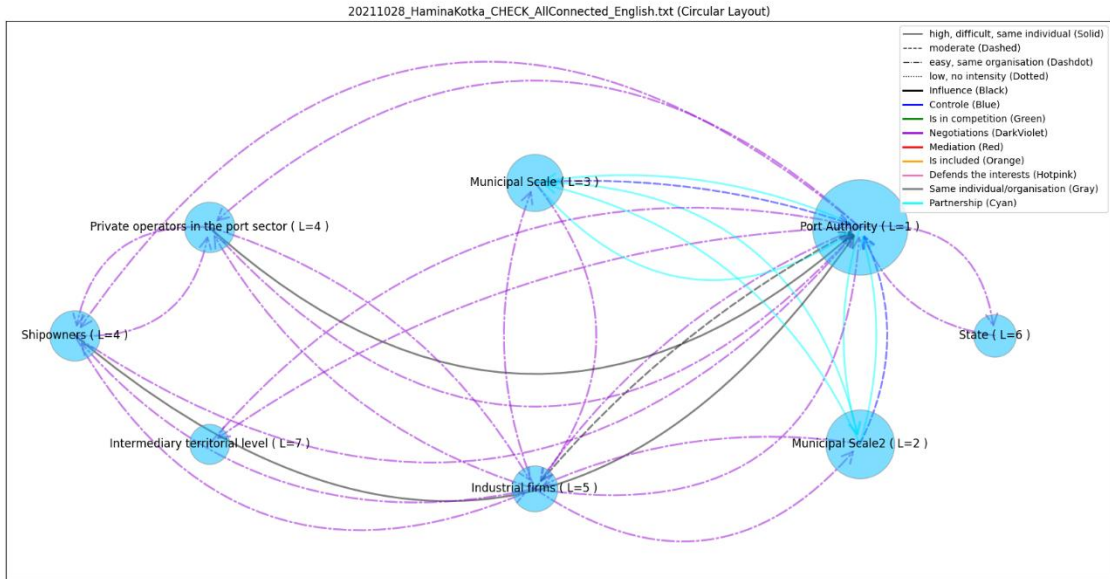 20211028_HaminaKotka_CHECK_AllConnected_English.txt (Circular Layout)
high, difficult, same individual (Solid)
moderate (Dashed)
easy, same organisation (Dashdot)
low, no intensity (Dotted)
Influence (Black)
Controle (Blue)
Is in competition (Green)
Negotiations (DarkViolet)
Mediation (Red)
Is included (Orange)
Defends the interests (Hotpink)
Same individual/organisation (Gray)
Partnership (Cyan)
Municipal Scale ( L=3 )
Private operators in the port sector ( L=4 )
Port Authority ( L=1 )
Shipowners ( L=4 )
State ( L=6 )
Intermediary territorial level ( L=7 )
Municipal Scale2 ( L=2 )
Industrial firms ( L=5 )